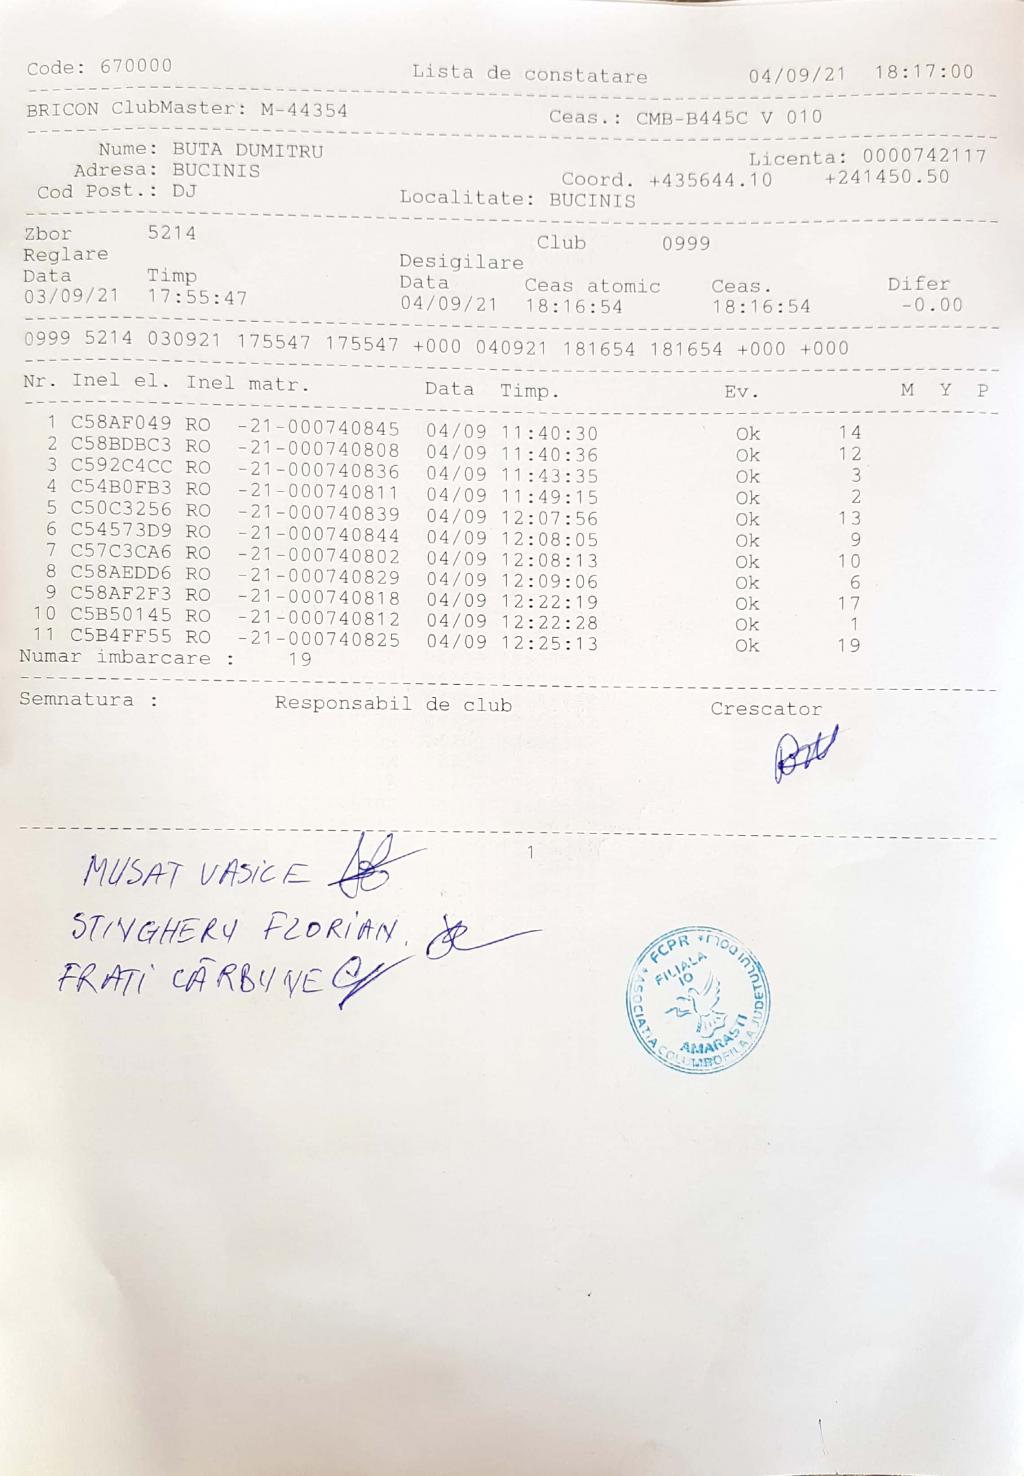 Code: 670000 Lista de constatare 04/09/21 18:17:00
BRICON ClubMaster: M-44354 Ceas.: CMB-B445C V 010
Nume: BUTA DUMITRU Licenta: 0000742117
Adresa: BUCINIS Coord. +435644.10 +241450.50
Cod Post.: DJ Localitate: BUCINIS
Zbor 5214 Club 0999
Reglare Desigilare
Data Timp Data Ceas atomic Ceas. Difer
03/09/21 17:55:47 04/09/21 18:16:54 18:16:54 -0.00
0999 5214 030921 175547 175547 +000 040921 181654 181654 +000 +000
Nr. Inel el. Inel matr. Data Timp. Ev. M Y P
1 C58AF049 RO -21-000740845 04/09 11:40:30 Ok 14
2 C58BDBC3 RO -21-000740808 04/09 11:40:36 Ok 12
3 C592C4CC RO -21-000740836 04/09 11:43:35 Ok 3
4 C54B0FB3 RO -21-000740811 04/09 11:49:15 Ok 2
5 C50C3256 RO -21-000740839 04/09 12:07:56 Ok 13
6 C54573D9 RO -21-000740844 04/09 12:08:05 Ok 9
7 C57C3CA6 RO -21-000740802 04/09 12:08:13 Ok 10
8 C58AEDD6 RO -21-000740829 04/09 12:09:06 Ok 6
9 C58AF2F3 RO -21-000740818 04/09 12:22:19 Ok 17
10 C5B50145 RO -21-000740812 04/09 12:22:28 Ok 1
11 C5B4FF55 RO -21-000740825 04/09 12:25:13 Ok 19
Numar imbarcare : 19
Semnatura : Responsabil de club Crescator
1
MUSAT VASILE
STINGHERU FLORIAN.
FRATI CĂRBUNE
FCPR * ASOCIATIA COLUMBOFILA A JUDETULUI DOLJ *
FILIALA
10
AMARASTI